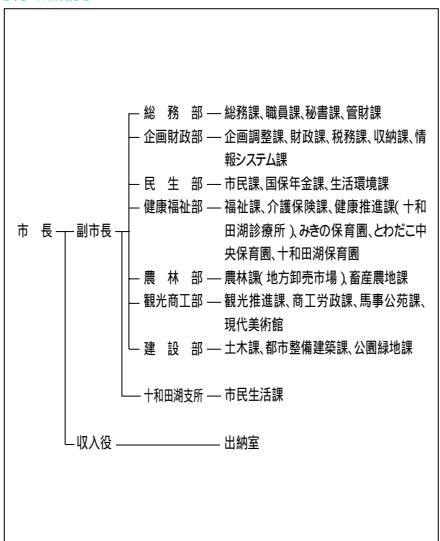 総務部 総務課、職員課、秘書課、管財課
企画財政部 企画調整課、財政課、税務課、収納課、情
報システム課
民生部 市民課、国保年金課、生活環境課
健康福祉部 福祉課、介護保険課、健康推進課(十和
田湖診療所)、みきの保育園、とわだこ中
央保育園、十和田湖保育園
市長 副市長
農林部 農林課(地方卸売市場)、畜産農地課
観光商工部 観光推進課、商工労政課、馬事公苑課、
現代美術館
建設部 土木課、都市整備建築課、公園緑地課
十和田湖支所 市民生活課
収入役 出納室